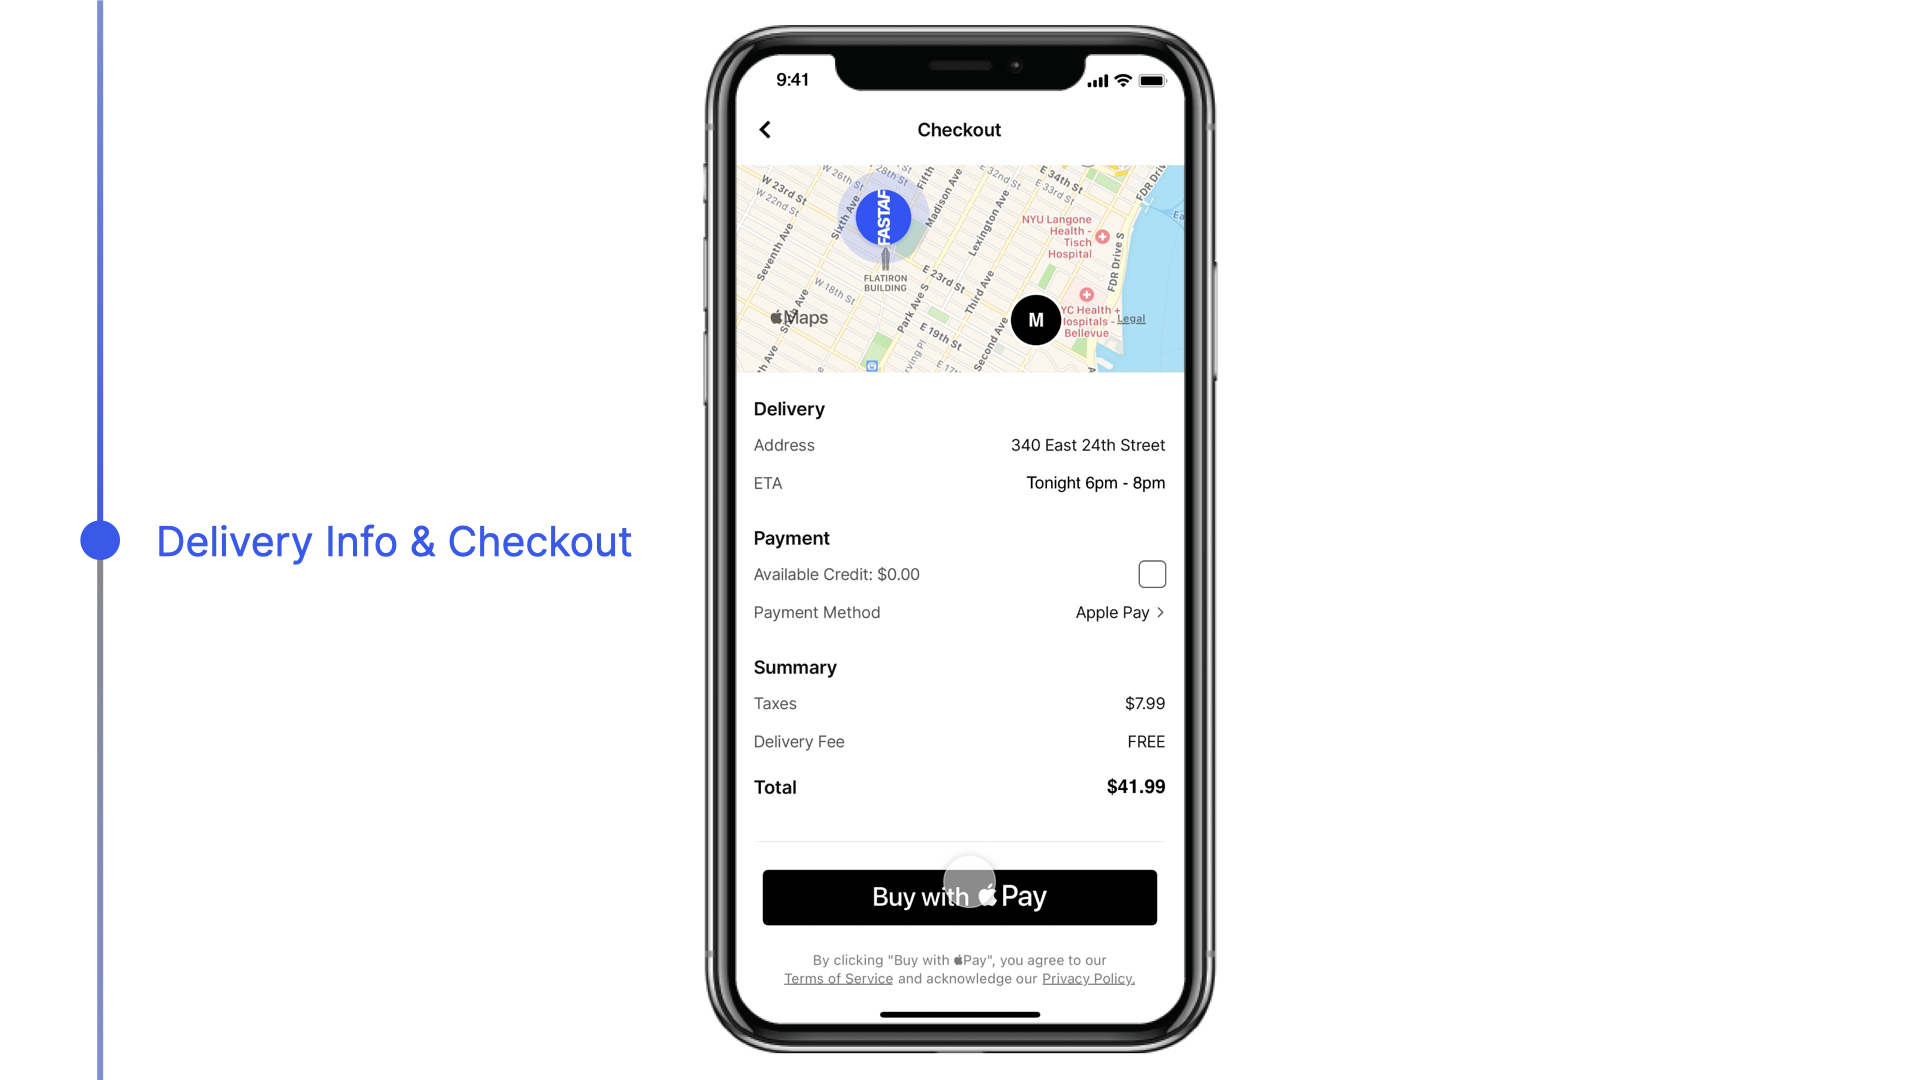 9:41
Checkout
W 26th St
28th St
Fifth
Madison Ave
E 32nd St
E 34th St
E 33rd St
FDR Driv
W 23rd St
W 22nd St
Sixth Ave
FASTAF
Lexington Ave
NYU Langone
Health -
Tisch
Hospital
Seventh Ave
FLATIRON
BUILDING
E 23rd St
FDR Drive S
W 18th St
Park Ave S
Third Ave
Maps
M
YC Health +
Hospitals -
Bellevue
Legal
E 19th St
Second Ave
Delivery
Address
340 East 24th Street
ETA
Tonight 6pm - 8pm
Delivery Info & Checkout
Payment
Available Credit: $0.00
Payment Method
Apple Pay >
Summary
Taxes
$7.99
Delivery Fee
FREE
Total
$41.99
Buy with Pay
By clicking "Buy with Pay", you agree to our
Terms of Service and acknowledge our Privacy Policy.